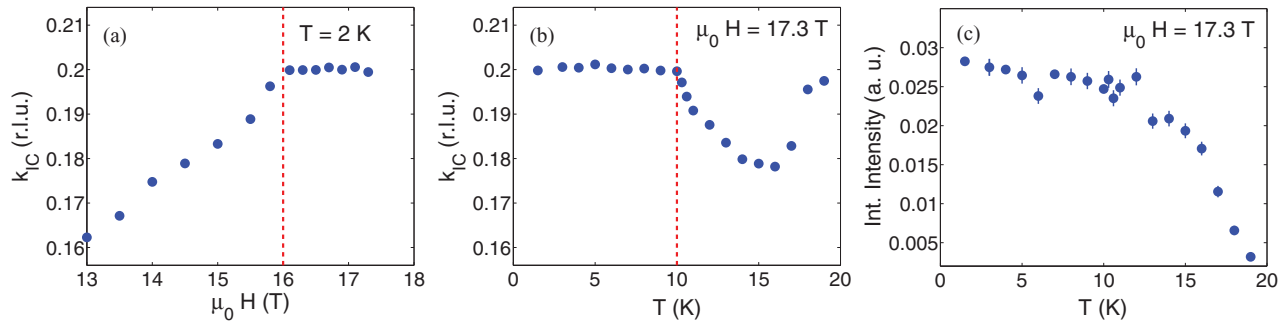 (a)
T = 2 K
0.21
0.2
0.19
0.18
0.17
0.16
k_IC (r.l.u.)
13 14 15 16 17 18
μ₀ H (T)
(b)
μ₀ H = 17.3 T
0.21
0.2
0.19
0.18
0.17
0.16
k_IC (r.l.u.)
0 5 10 15 20
T (K)
(c)
μ₀ H = 17.3 T
0.03
0.025
0.02
0.015
0.01
0.005
Int. Intensity (a. u.)
0 5 10 15 20
T (K)